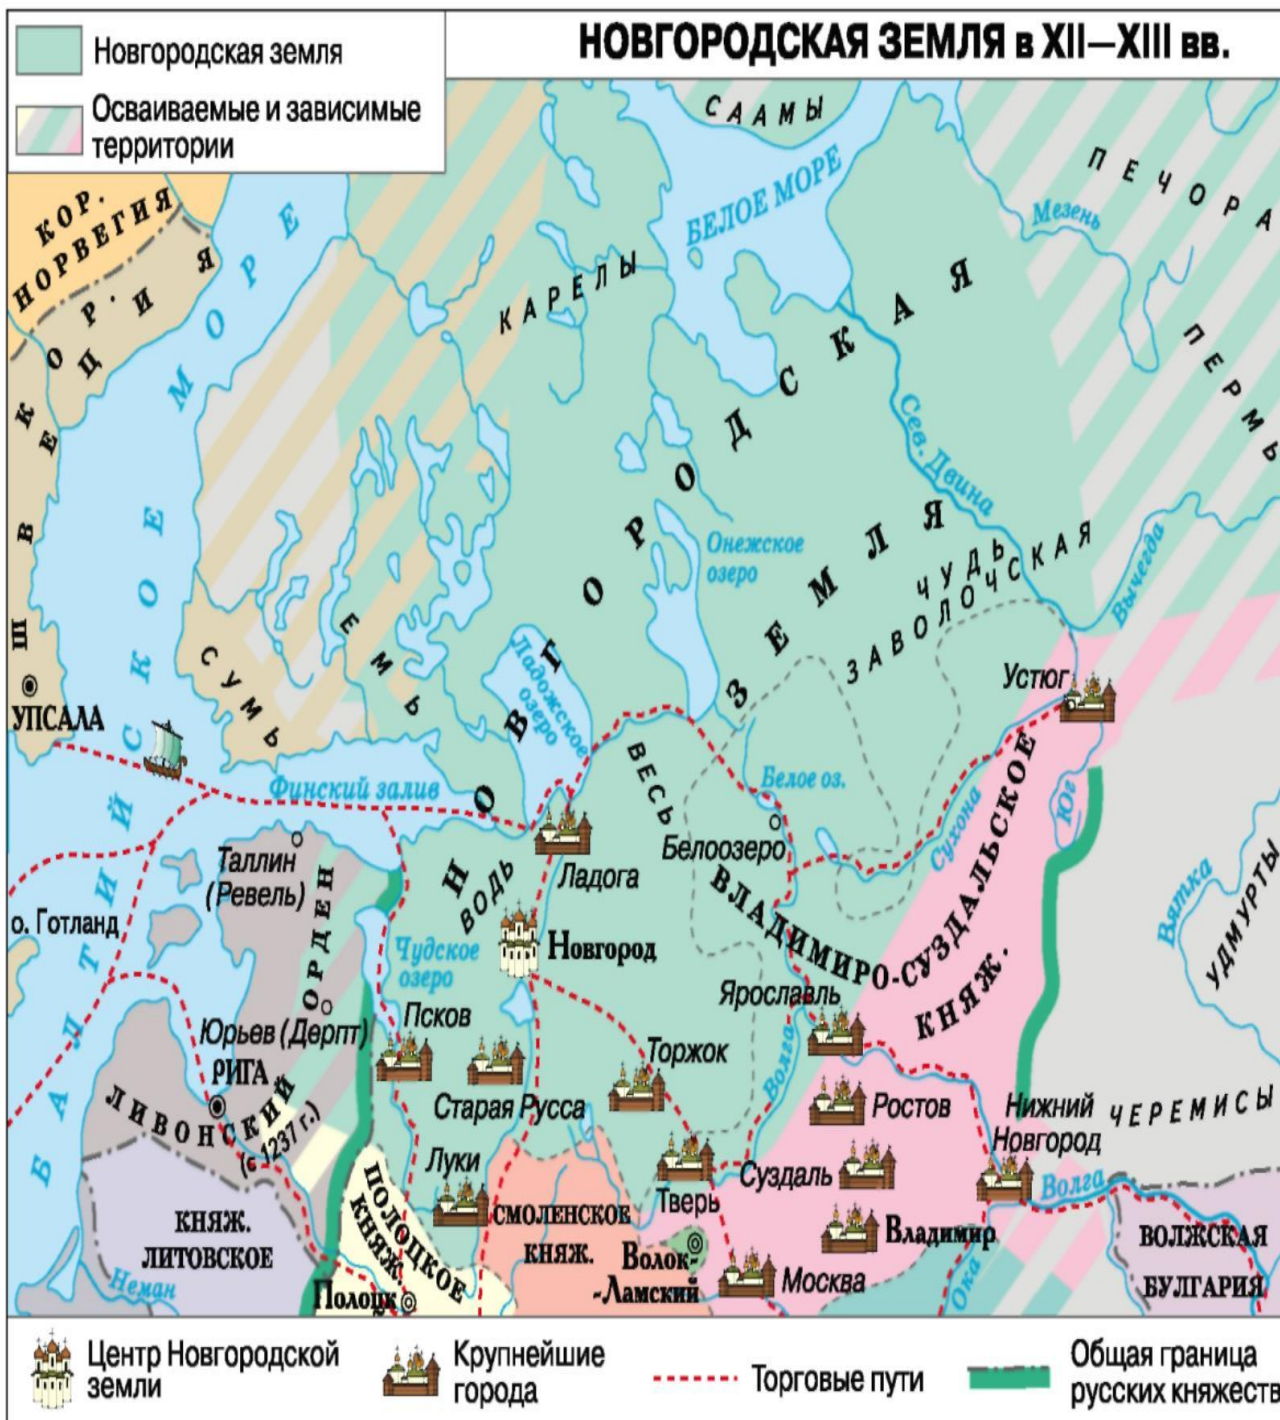 НОВГОРОДСКАЯ ЗЕМЛЯ в XII—XIII вв.
Новгородская земля
Осваиваемые и зависимые
территории
СААМЫ
ПЕЧОРА
БЕЛОЕ МОРЕ
Мезень
КОР.
НОРВЕГИЯ
КОР.
ШВЕЦИЯ
КАРЕЛЫ
ПЕРМЬ
БАЛТИЙСКОЕ МОРЕ
НОВГОРОДСКАЯ
ЗЕМЛЯ
Сев. Двина
Онежское
озеро
ЧУДЬ
ЗАВОЛОЧСКАЯ
Вычегда
ЕМЬ
СУМЬ
Ладожское
озеро
УПСАЛА
Устюг
Финский залив
ВЕСЬ
Белое оз.
Белоозеро
Сухона
Юг
Таллин
(Ревель)
Ладога
ВОДЬ
о. Готланд
Чудское
озеро
Новгород
ВЛАДИМИРО-СУЗДАЛЬСКОЕ
КНЯЖ.
Вятка
УДМУРТЫ
Юрьев (Дерпт)
Псков
Ярославль
РИГА
Торжок
Волга
ЛИВОНСКИЙ
ОРДЕН
(с 1237 г.)
Старая Русса
Ростов
Нижний
Новгород
ЧЕРЕМИСЫ
Луки
Тверь
Суздаль
Волга
КНЯЖ.
ЛИТОВСКОЕ
ПОЛОЦКОЕ
КНЯЖ.
СМОЛЕНСКОЕ
КНЯЖ.
Волок-
-Ламский
Владимир
ВОЛЖСКАЯ
БУЛГАРИЯ
Неман
Полоцк
Москва
Ока
Центр Новгородской
земли
Крупнейшие
города
Торговые пути
Общая граница
русских княжеств